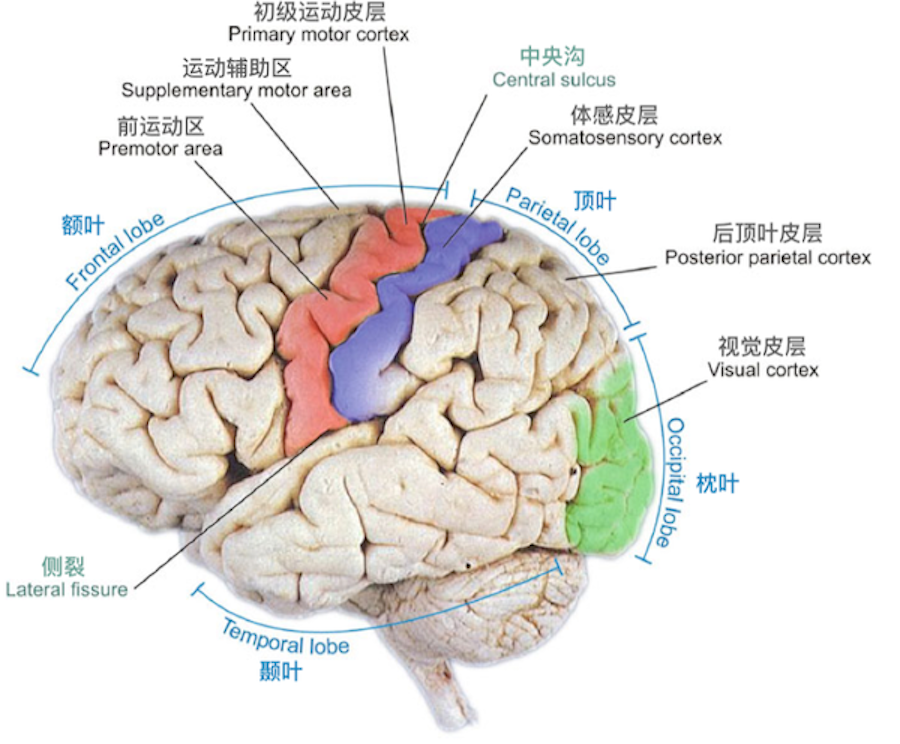 初级运动皮层
Primary motor cortex
运动辅助区
Supplementary motor area
中央沟
Central sulcus
前运动区
Premotor area
体感皮层
Somatosensory cortex
额叶
Frontal lobe
顶叶
Parietal lobe
后顶叶皮层
Posterior parietal cortex
视觉皮层
Visual cortex
Occipital lobe
枕叶
侧裂
Lateral fissure
Temporal lobe
颞叶